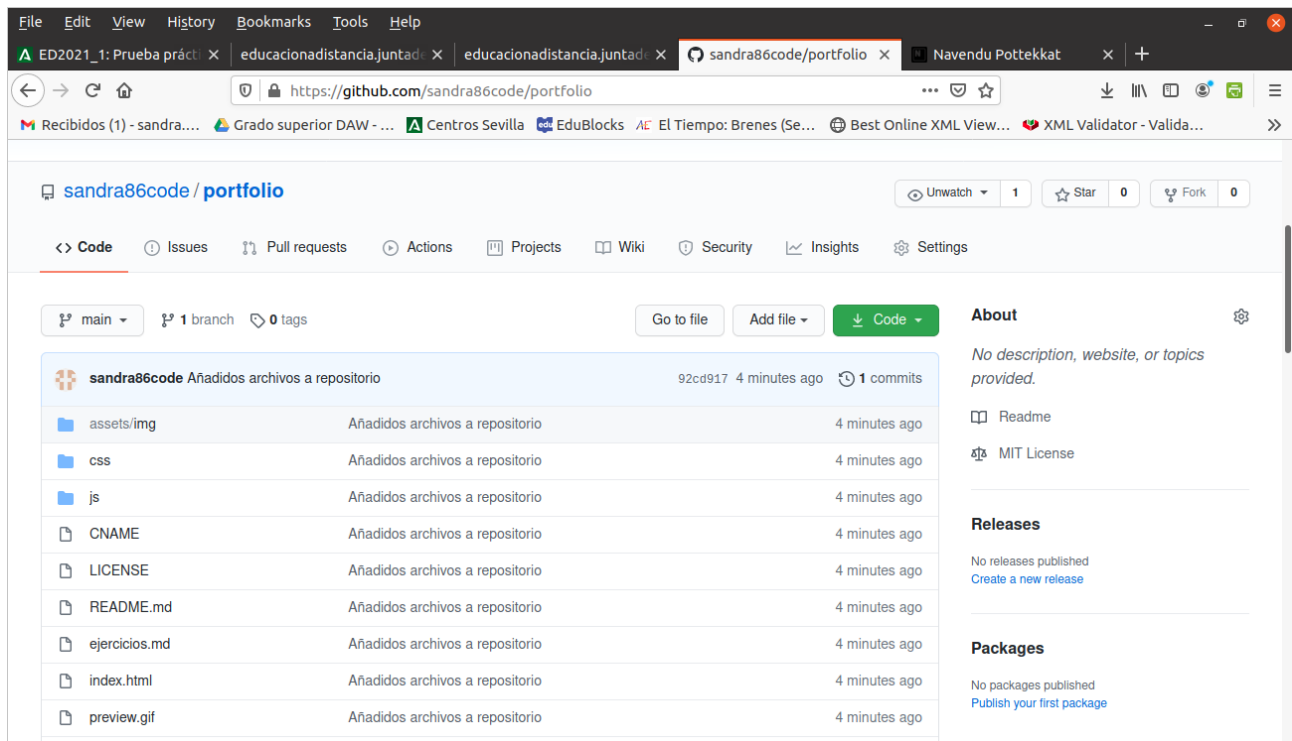 File Edit View History Bookmarks Tools Help
ED2021_1: Prueba prácti educacionadistancia.juntade educacionadistancia.juntade sandra86code/portfolio Navendu Pottekkat
https://github.com/sandra86code/portfolio
Recibidos (1) - sandra.... Grado superior DAW - ... Centros Sevilla edu EduBlocks AE El Tiempo: Brenes (Se... Best Online XML View... XML Validator - Valida...
sandra86code / portfolio Unwatch 1 Star 0 Fork 0
Code Issues Pull requests Actions Projects Wiki Security Insights Settings
main 1 branch 0 tags Go to file Add file Code
About
No description, website, or topics
provided.
Readme
MIT License
sandra86code Añadidos archivos a repositorio 92cd917 4 minutes ago 1 commits
assets/img Añadidos archivos a repositorio 4 minutes ago
css Añadidos archivos a repositorio 4 minutes ago
js Añadidos archivos a repositorio 4 minutes ago
CNAME Añadidos archivos a repositorio 4 minutes ago
LICENSE Añadidos archivos a repositorio 4 minutes ago
README.md Añadidos archivos a repositorio 4 minutes ago
ejercicios.md Añadidos archivos a repositorio 4 minutes ago
index.html Añadidos archivos a repositorio 4 minutes ago
preview.gif Añadidos archivos a repositorio 4 minutes ago
Releases
No releases published
Create a new release
Packages
No packages published
Publish your first package